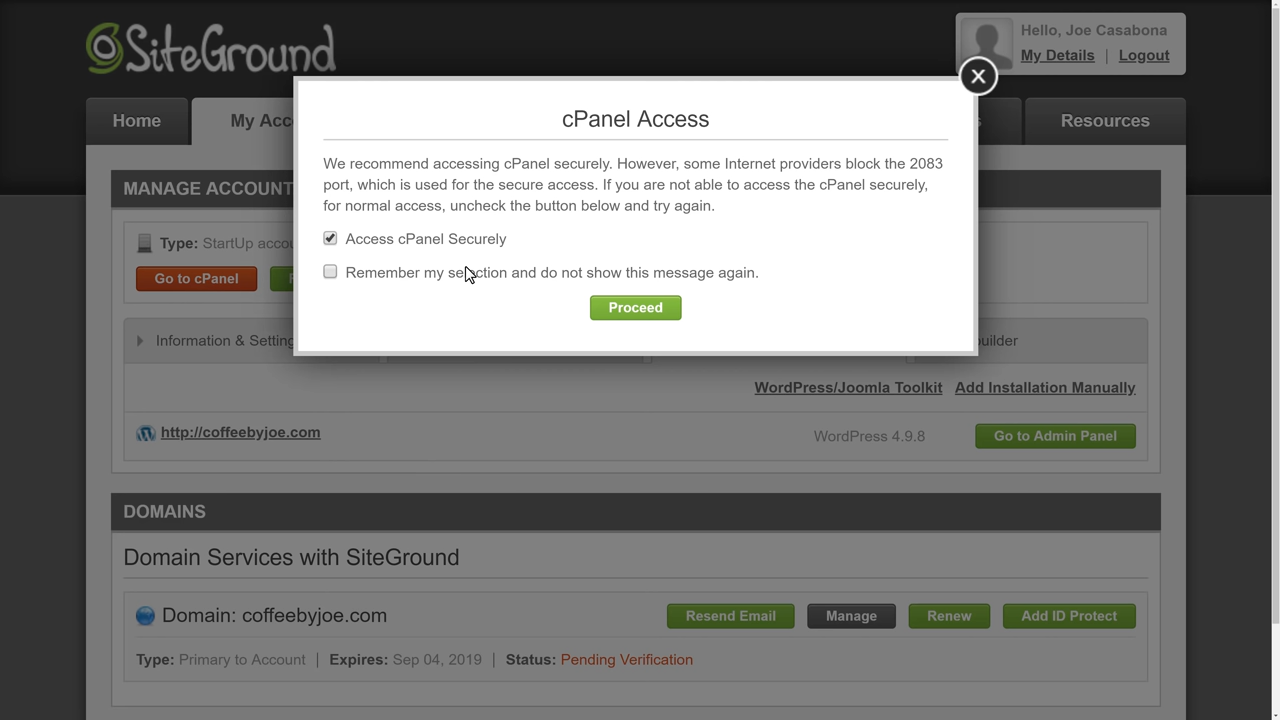 SiteGround
Hello, Joe Casabona
My Details | Logout
Home
My Acc
s
Resources
cPanel Access
We recommend accessing cPanel securely. However, some Internet providers block the 2083
port, which is used for the secure access. If you are not able to access the cPanel securely,
for normal access, uncheck the button below and try again.
Access cPanel Securely
Remember my selection and do not show this message again.
Proceed
MANAGE ACCOUNT
Type: StartUp accou
Go to cPanel
Information & Setting
builder
WordPress/Joomla Toolkit Add Installation Manually
http://coffeebyjoe.com WordPress 4.9.8 Go to Admin Panel
DOMAINS
Domain Services with SiteGround
Domain: coffeebyjoe.com Resend Email Manage Renew Add ID Protect
Type: Primary to Account | Expires: Sep 04, 2019 | Status: Pending Verification